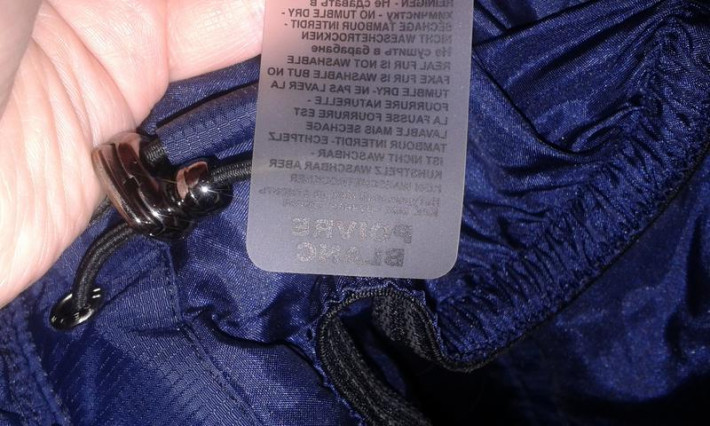 REINIGEN - Не сдавать в
химчистку - NO TUMBLE DRY -
SECHAGE TAMBOUR INTERDIT -
NICHT WAESCHETROCKNEN
Не сушить в барабане
REAL FUR IS NOT WASHABLE
FAKE FUR IS WASHABLE BUT NO
TUMBLE DRY- NE PAS LAVER LA
FOURRURE NATURELLE -
LA FAUSSE FOURRURE EST
LAVABLE MAIS SECHAGE
TAMBOUR INTERDIT- ECHTPELZ
IST NICHT WASCHBAR -
KUNSTPELZ WASCHBAR ABER
POIVRE
BLANC